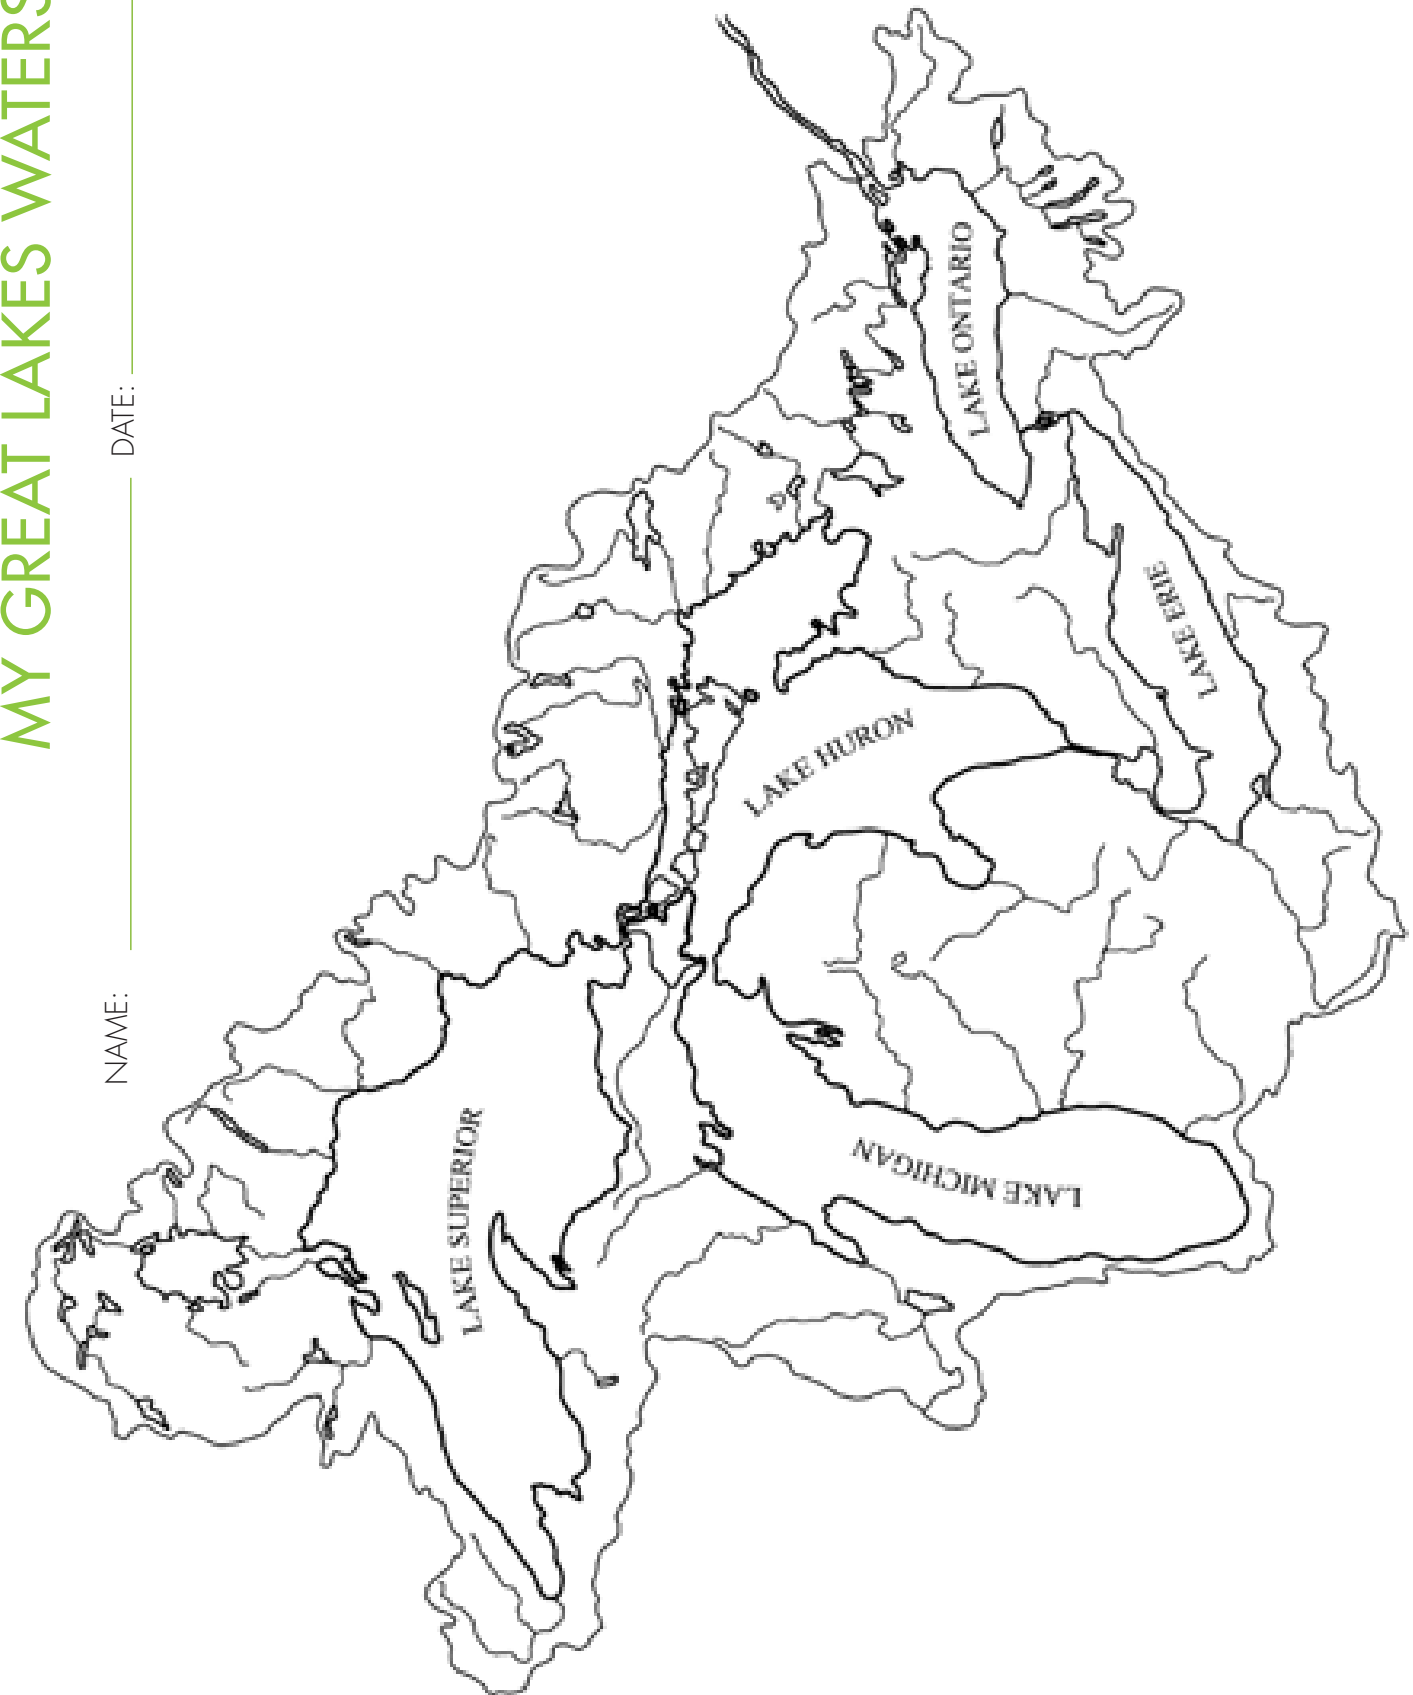 MY GREAT LAKES WATERS
NAME:
DATE:
LAKE SUPERIOR
LAKE MICHIGAN
LAKE HURON
LAKE ERIE
LAKE ONTARIO